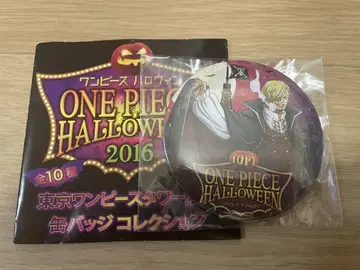 ワンピース ハロウィン
ONE PIECE
HALLOWEEN
2016
全10種
東京ワンピースタワー
缶バッジコレクション
OP
ONE PIECE
HALLOWEEN